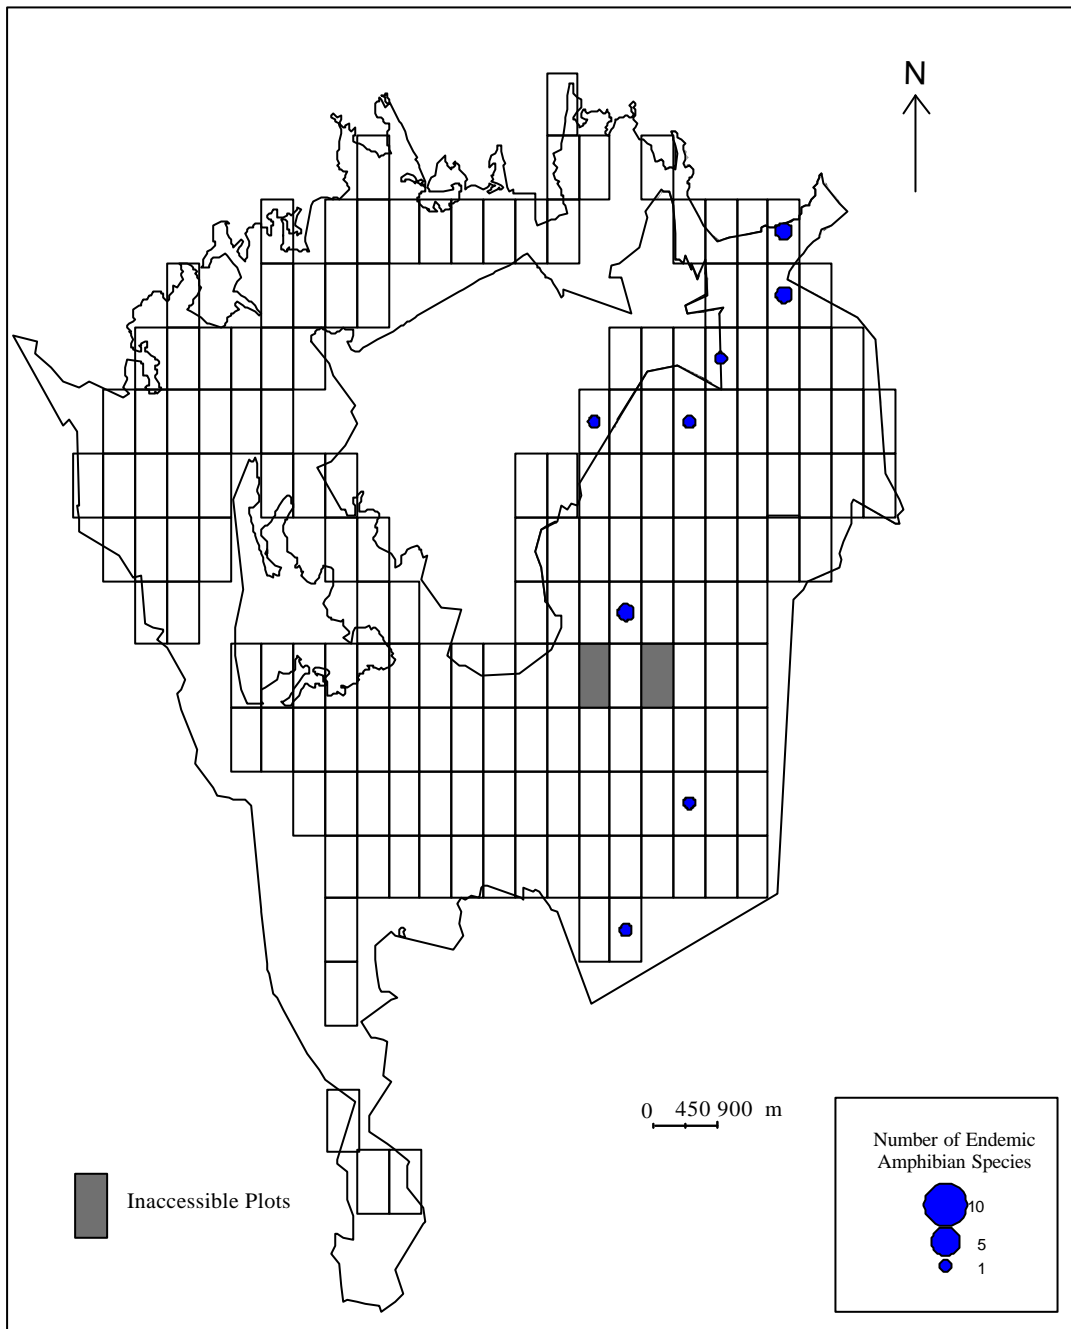 N
0 450 900 m
Number of Endemic
Amphibian Species
10
5
1
Inaccessible Plots